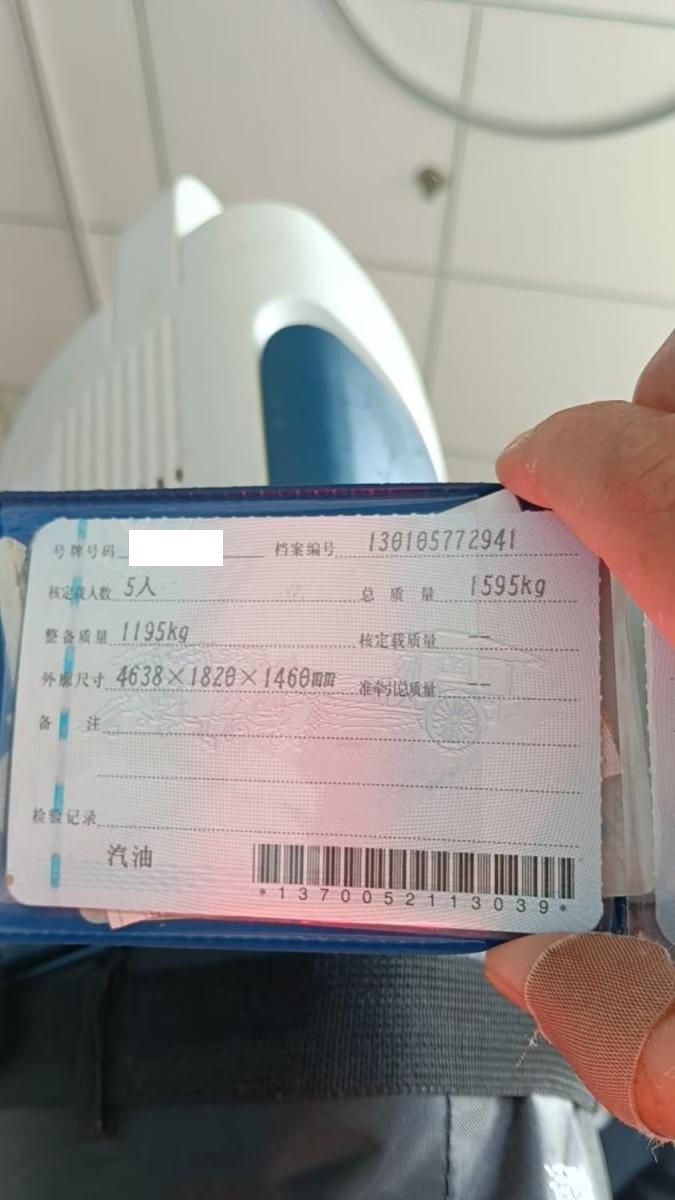 号牌号码 档案编号 130105772941
核定载人数 5人 总质量 1595kg
整备质量 1195kg 核定载质量 --
外廓尺寸 4638×1820×1460mm 准牵引总质量 --
备注
检验记录
汽油
*1370052113039*